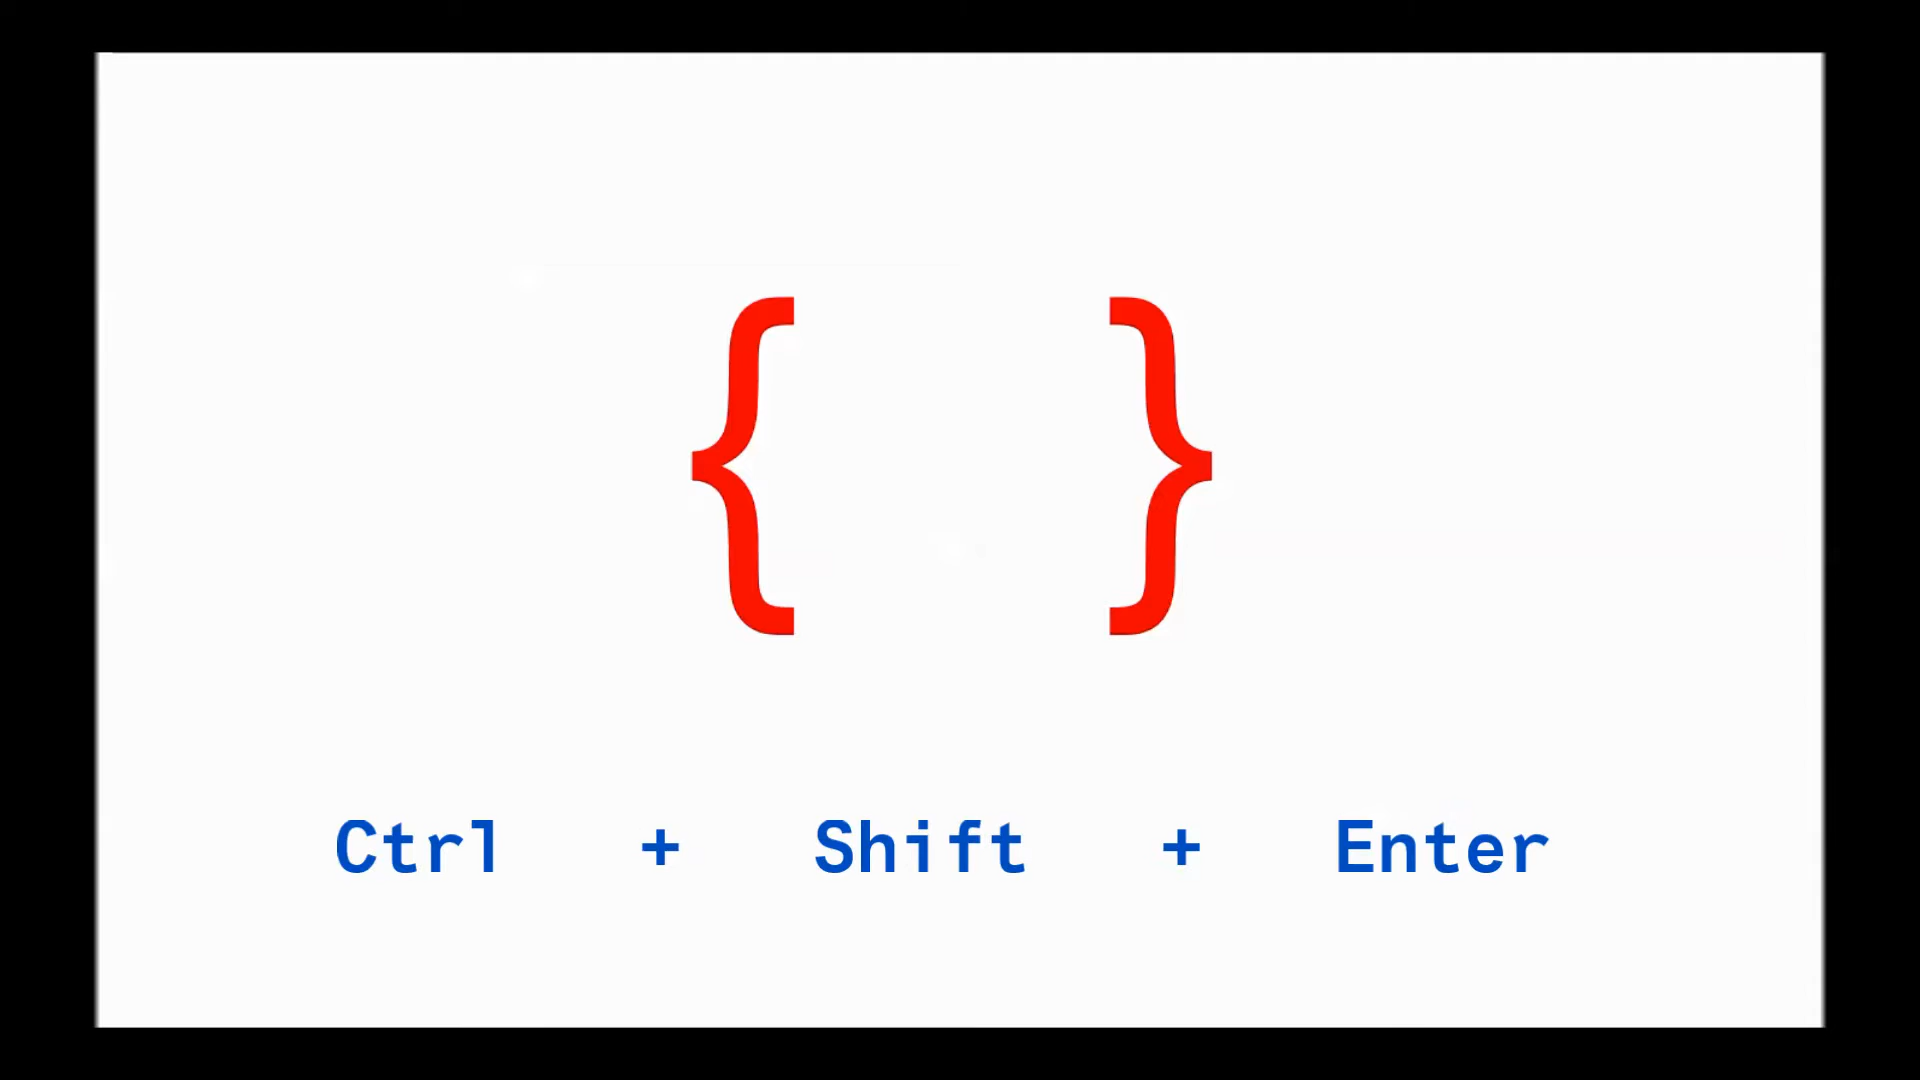 { }
Ctrl + Shift + Enter